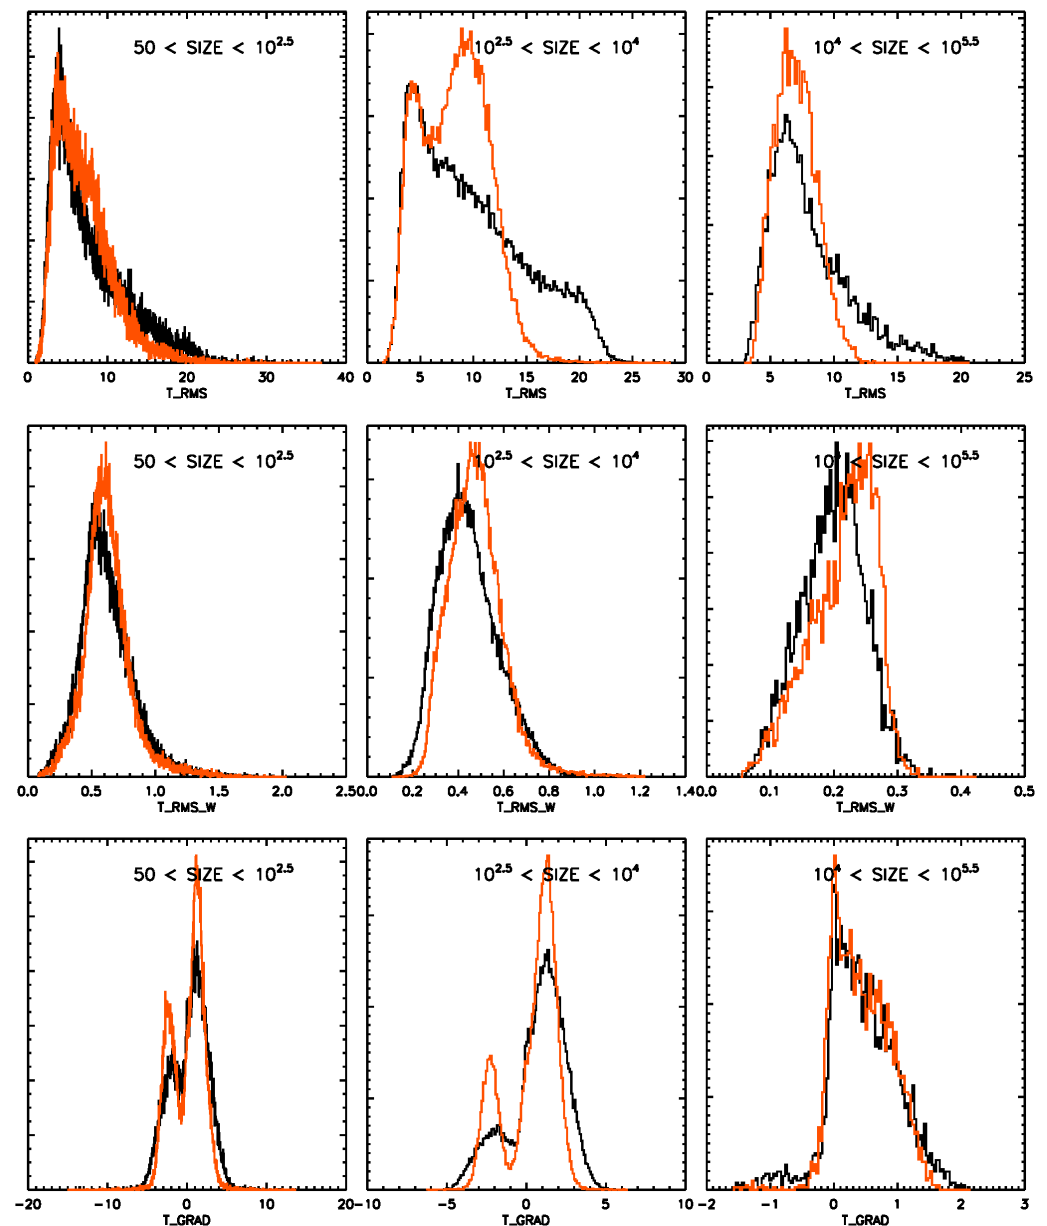 50 < SIZE < 10^2.5 10^2.5 < SIZE < 10^4 10^4 < SIZE < 10^5.5
0 10 20 30 40 0 5 10 15 20 25 30 0 5 10 15 20 25
T_RMS T_RMS T_RMS
50 < SIZE < 10^2.5 10^2.5 < SIZE < 10^4 10^4 < SIZE < 10^5.5
0.0 0.5 1.0 1.5 2.0 2.5 0.0 0.2 0.4 0.6 0.8 1.0 1.2 1.4 0.0 0.1 0.2 0.3 0.4 0.5
T_RMS_W T_RMS_W T_RMS_W
50 < SIZE < 10^2.5 10^2.5 < SIZE < 10^4 10^4 < SIZE < 10^5.5
-20 -10 0 10 20 -10 -5 0 5 10 -2 -1 0 1 2 3
T_GRAD T_GRAD T_GRAD